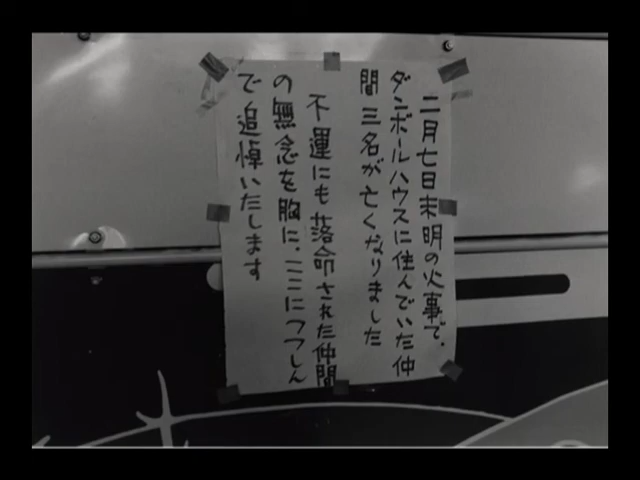 二月七日未明の火事で、
ダンボールハウスに住んでいた仲
間三名が亡くなりました
不運にも落命された仲間
の無念を胸に、ここにつつしん
で追悼いたします